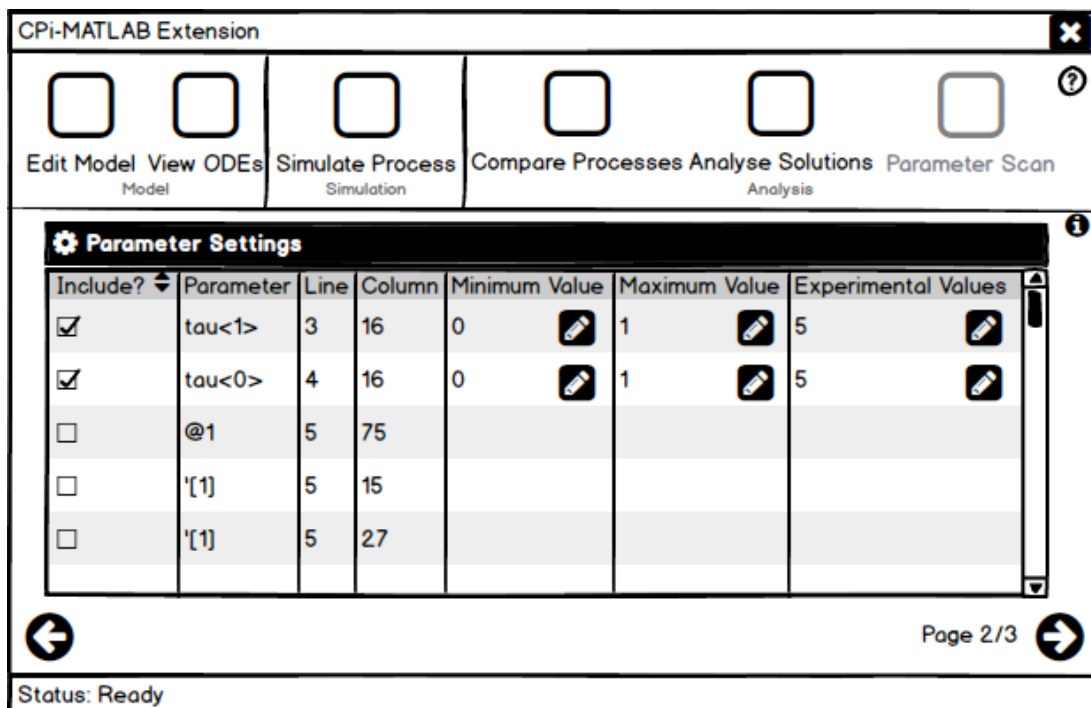 CPi-MATLAB Extension
Edit Model View ODEs Simulate Process Compare Processes Analyse Solutions Parameter Scan
Model Simulation Analysis
Parameter Settings
Include? Parameter Line Column Minimum Value Maximum Value Experimental Values
tau<1> 3 16 0 1 5
tau<0> 4 16 0 1 5
@1 5 75
'[1] 5 15
'[1] 5 27
Page 2/3
Status: Ready